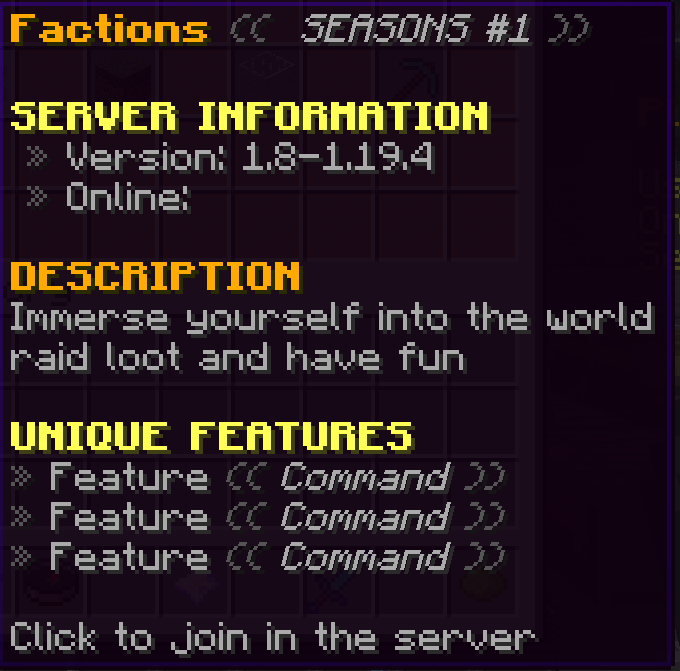 Factions « SEASONS #1 »
SERVER INFORMATION
» Version: 1.8-1.19.4
» Online:
DESCRIPTION
Immerse yourself into the world
raid loot and have fun
UNIQUE FEATURES
» Feature « Command »
» Feature « Command »
» Feature « Command »
Click to join in the server